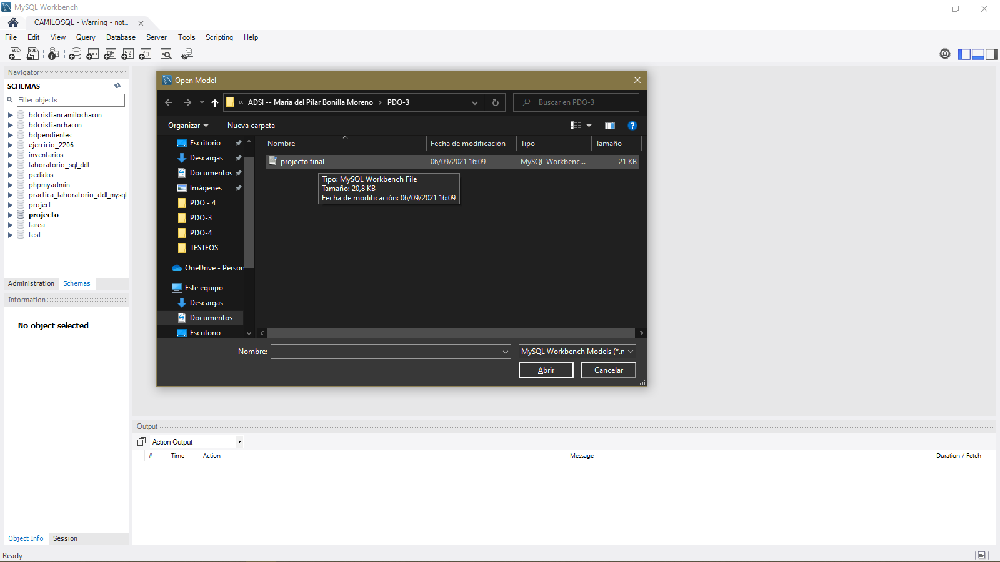 MySQL Workbench
CAMILOSQL - Warning - not...
File Edit View Query Database Server Tools Scripting Help
Navigator
SCHEMAS
Filter objects
bdcristiancamilochacon
bdcristianchacon
bdpendientes
ejercicio_2206
inventarios
laboratorio_sql_ddl
pedidos
phpmyadmin
practica_laboratorio_ddl_mysql
project
projecto
tarea
test
Administration Schemas
Information
No object selected
Object Info Session
Ready
Open Model
« ADSI -- Maria del Pilar Bonilla Moreno › PDO-3
Buscar en PDO-3
Organizar Nueva carpeta
Escritorio
Descargas
Documentos
Imágenes
PDO - 4
PDO-3
PDO-4
TESTEOS
OneDrive - Person
Este equipo
Descargas
Documentos
Escritorio
Nombre Fecha de modificación Tipo Tamaño
projecto final 06/09/2021 16:09 MySQL Workbenc... 21 KB
Tipo: MySQL Workbench File
Tamaño: 20,8 KB
Fecha de modificación: 06/09/2021 16:09
Nombre: MySQL Workbench Models (*.r
Abrir Cancelar
Output
Action Output
# Time Action Message Duration / Fetch